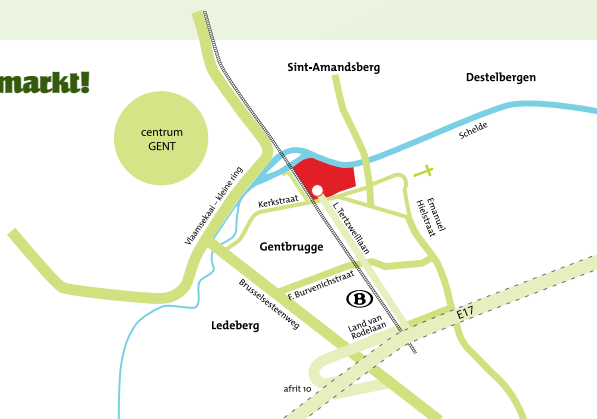 markt!
Sint-Amandsberg
Destelbergen
centrum
GENT
Schelde
Vlaamsekaai – kleine ring
Kerkstraat
L. Tertzweillaan
Emanuel
Hielstraat
Gentbrugge
F. Burvenichstraat
Brusselsesteenweg
B
Ledeberg
Land van
Rodelaan
E17
afrit 10